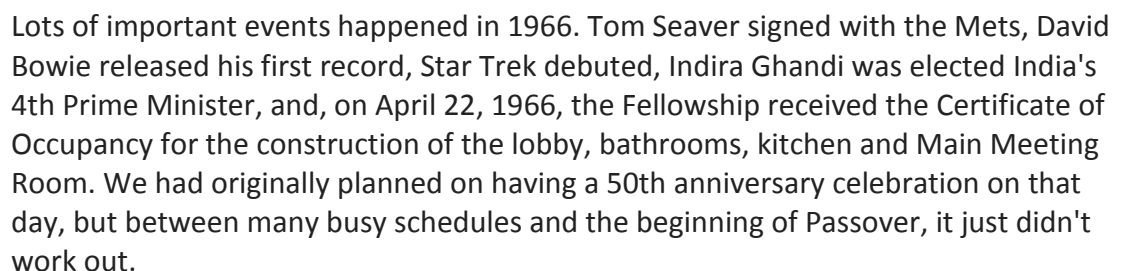 Lots of important events happened in 1966. Tom Seaver signed with the Mets, David
Bowie released his first record, Star Trek debuted, Indira Ghandi was elected India's
4th Prime Minister, and, on April 22, 1966, the Fellowship received the Certificate of
Occupancy for the construction of the lobby, bathrooms, kitchen and Main Meeting
Room. We had originally planned on having a 50th anniversary celebration on that
day, but between many busy schedules and the beginning of Passover, it just didn't
work out.